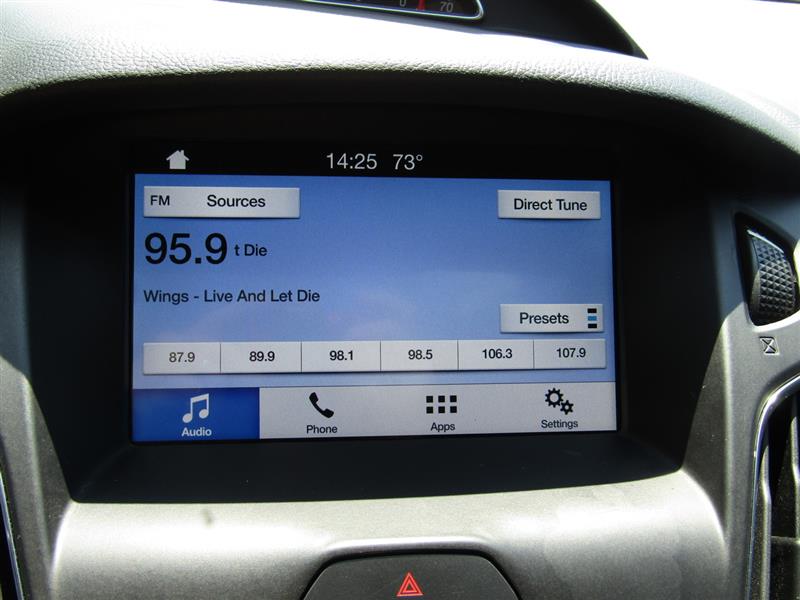 0 70
14:25 73°
FM Sources
Direct Tune
95.9 t Die
Wings - Live And Let Die
Presets
87.9 89.9 98.1 98.5 106.3 107.9
Audio Phone Apps Settings